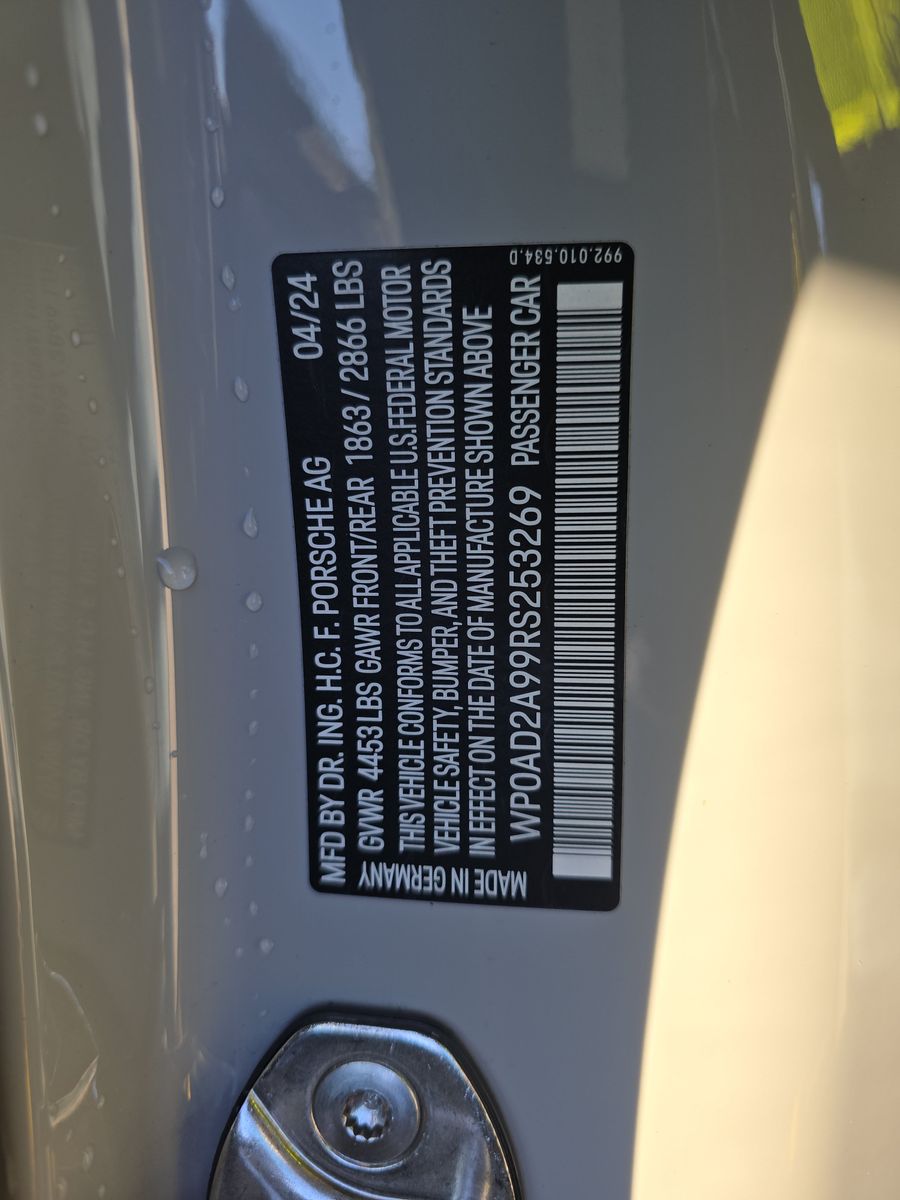 MFD BY DR. ING. H.C. F. PORSCHE AG 04/24
GVWR 4453 LBS GAWR FRONT/REAR 1863 / 2866 LBS
THIS VEHICLE CONFORMS TO ALL APPLICABLE U.S. FEDERAL MOTOR
VEHICLE SAFETY, BUMPER, AND THEFT PREVENTION STANDARDS
IN EFFECT ON THE DATE OF MANUFACTURE SHOWN ABOVE
WP0AD2A99RS253269 PASSENGER CAR
MADE IN GERMANY
992.010.534.D